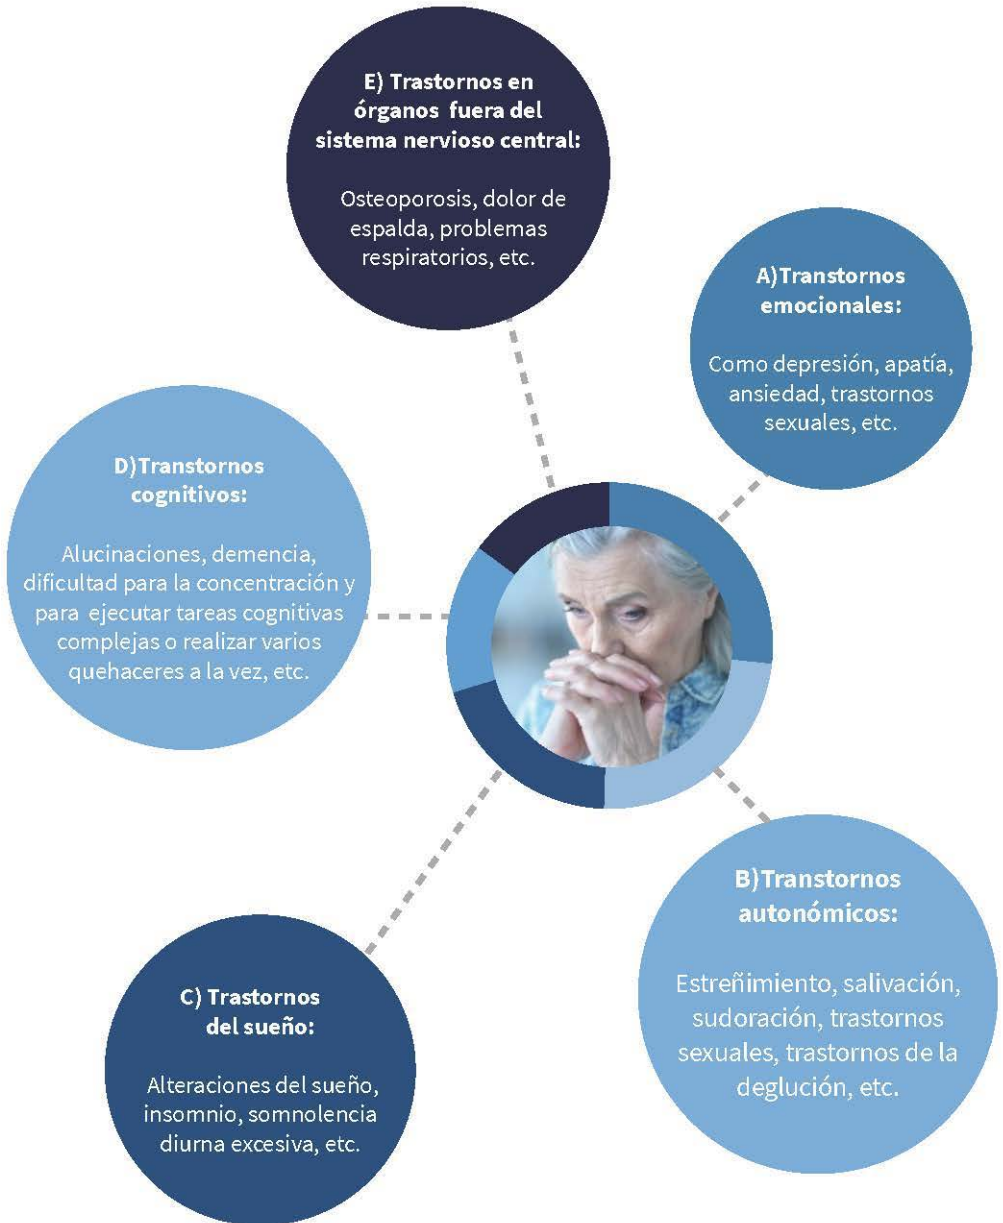 E) Trastornos en
órganos fuera del
sistema nervioso central:
Osteoporosis, dolor de
espalda, problemas
respiratorios, etc.
A)Transtornos
emocionales:
Como depresión, apatía,
ansiedad, trastornos
sexuales, etc.
D)Transtornos
cognitivos:
Alucinaciones, demencia,
dificultad para la concentración y
para ejecutar tareas cognitivas
complejas o realizar varios
quehaceres a la vez, etc.
B)Transtornos
autonómicos:
Estreñimiento, salivación,
sudoración, trastornos
sexuales, trastornos de la
deglución, etc.
C) Trastornos
del sueño:
Alteraciones del sueño,
insomnio, somnolencia
diurna excesiva, etc.